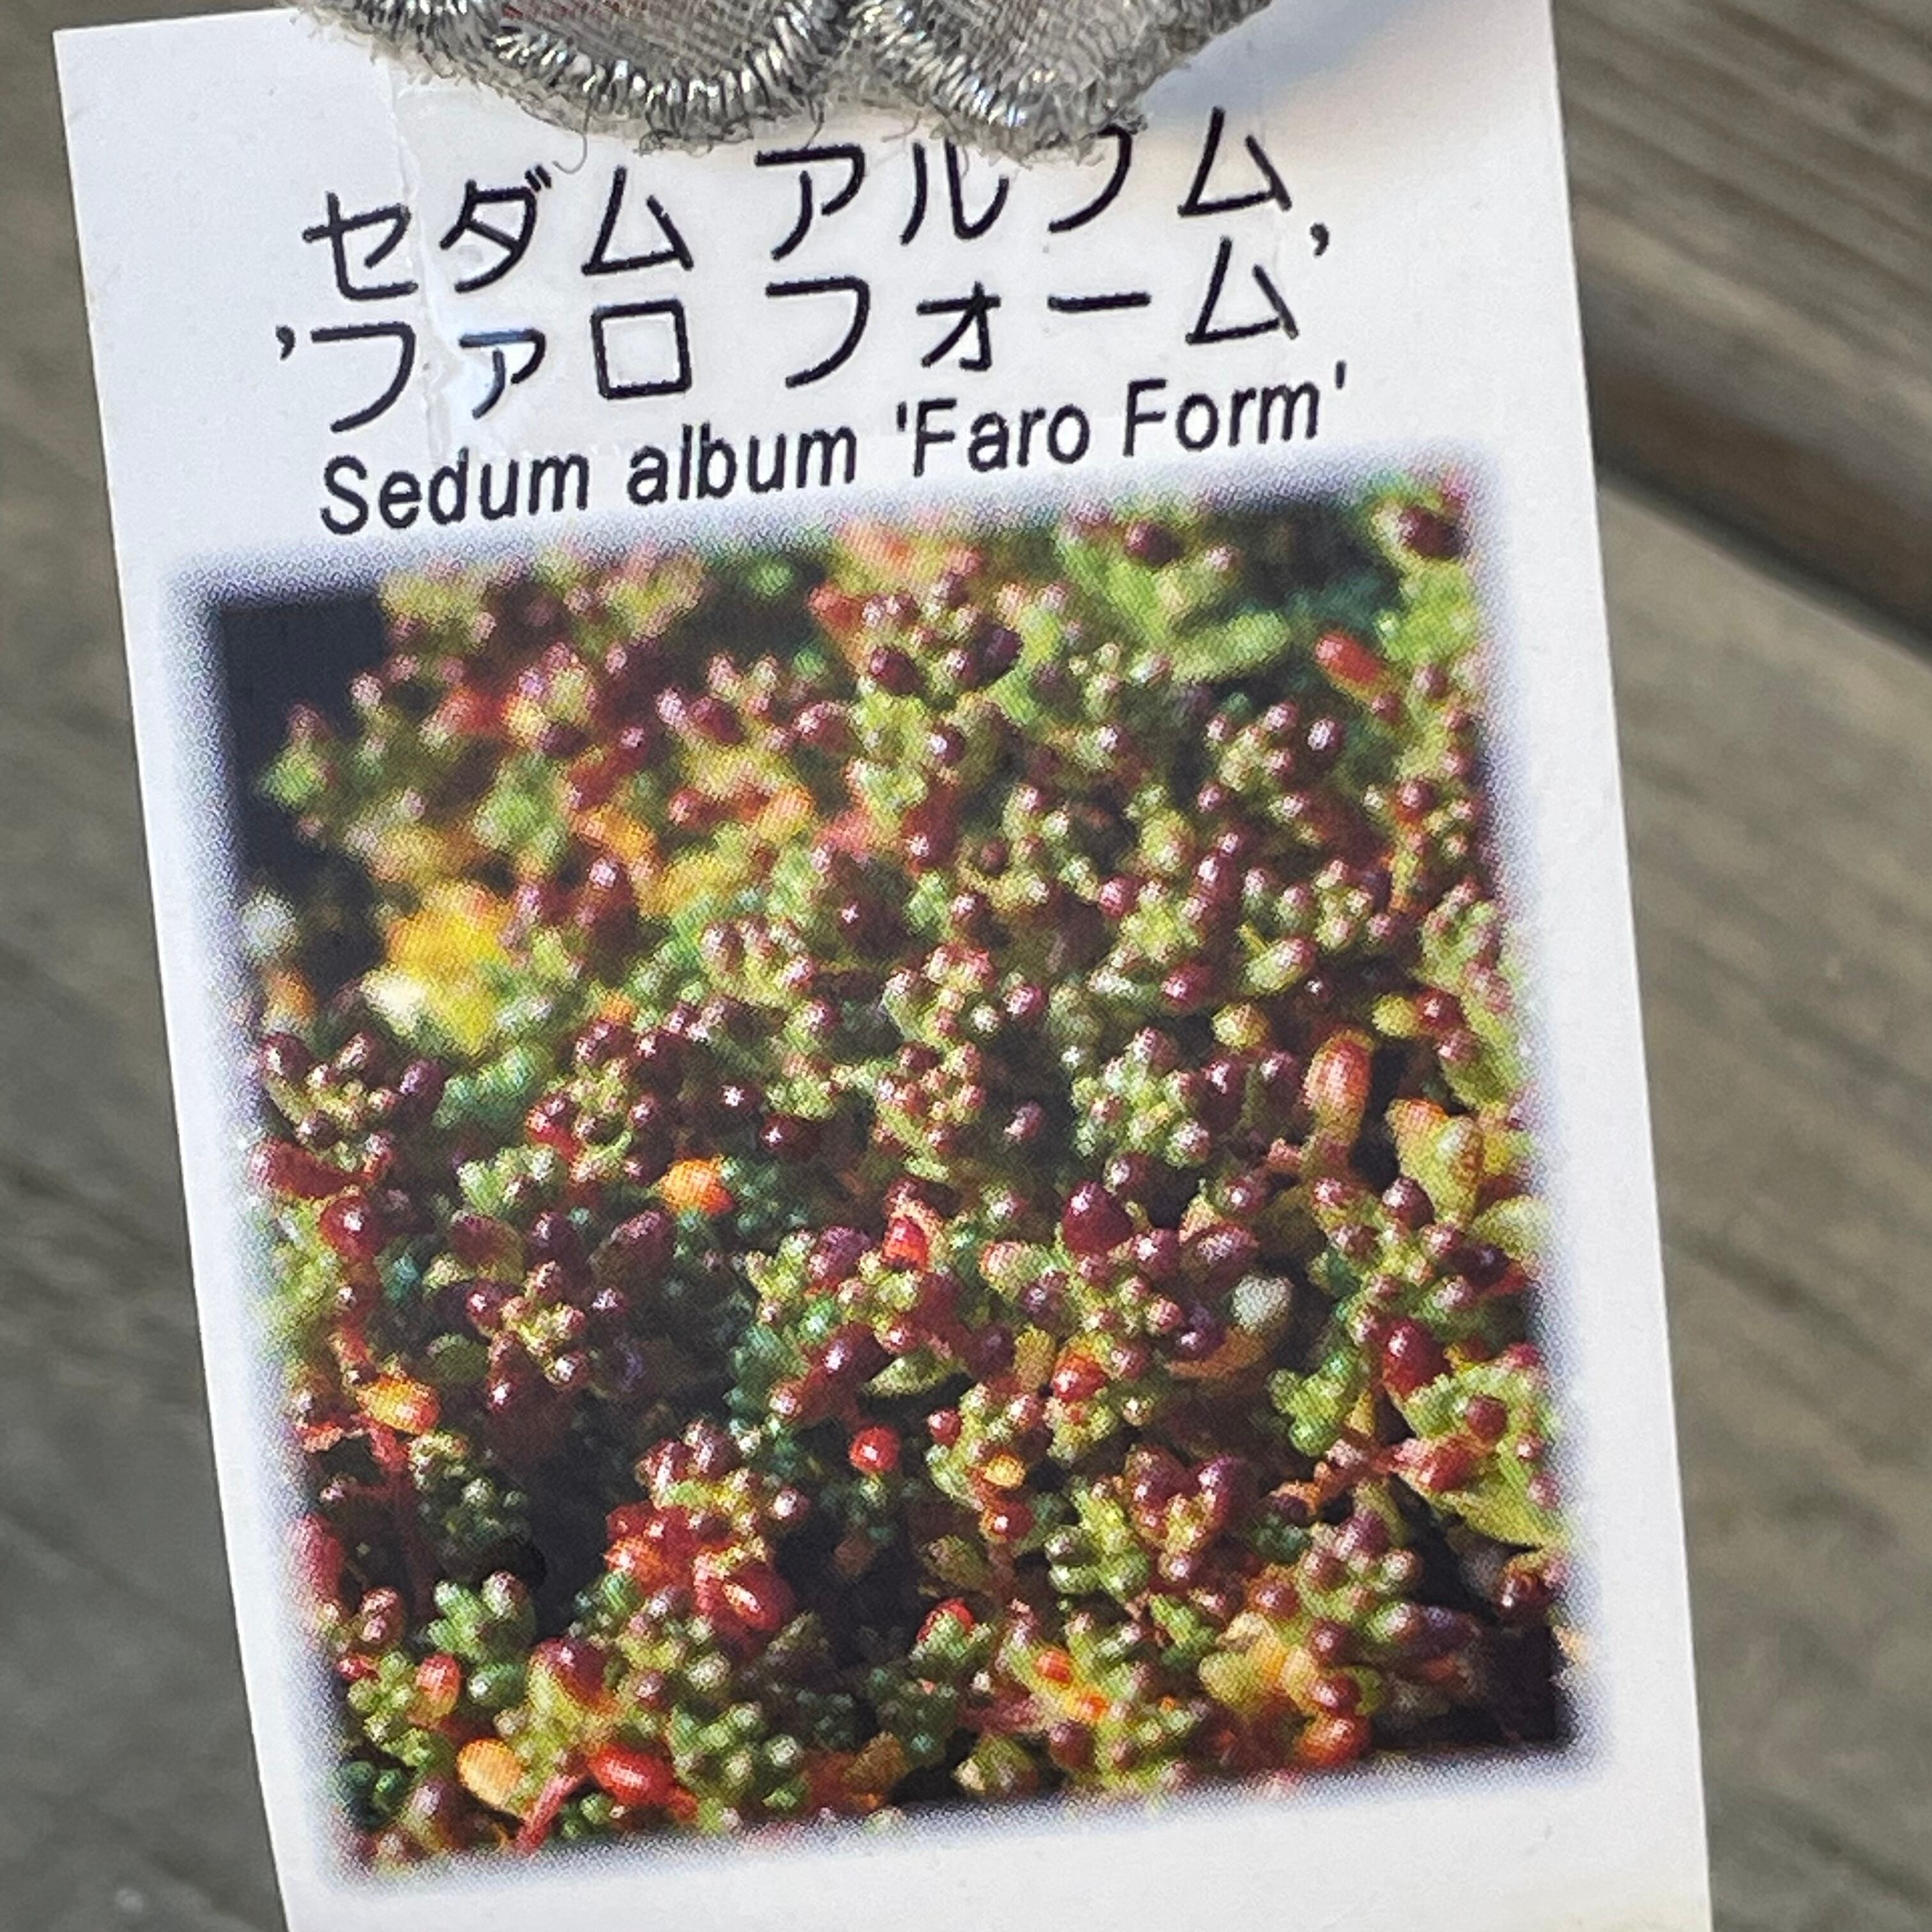 セダム アルブム
’ファロ フォーム’
Sedum album 'Faro Form'